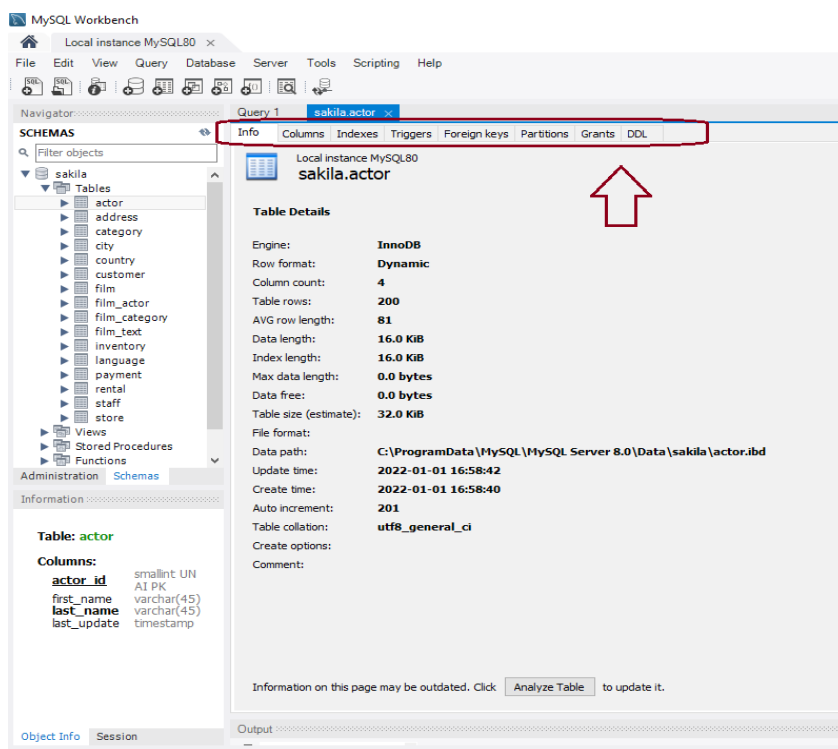 MySQL Workbench
Local instance MySQL80 ×
File Edit View Query Database Server Tools Scripting Help
Navigator
SCHEMAS
Filter objects
sakila
Tables
actor
address
category
city
country
customer
film
film_actor
film_category
film_text
inventory
language
payment
rental
staff
store
Views
Stored Procedures
Functions
Administration Schemas
Information
Table: actor
Columns:
actor_id smallint UN
AI PK
first_name varchar(45)
last_name varchar(45)
last_update timestamp
Object Info Session
Query 1 sakila.actor ×
Info Columns Indexes Triggers Foreign keys Partitions Grants DDL
Local instance MySQL80
sakila.actor
Table Details
Engine: InnoDB
Row format: Dynamic
Column count: 4
Table rows: 200
AVG row length: 81
Data length: 16.0 KiB
Index length: 16.0 KiB
Max data length: 0.0 bytes
Data free: 0.0 bytes
Table size (estimate): 32.0 KiB
File format:
Data path: C:\ProgramData\MySQL\MySQL Server 8.0\Data\sakila\actor.ibd
Update time: 2022-01-01 16:58:42
Create time: 2022-01-01 16:58:40
Auto increment: 201
Table collation: utf8_general_ci
Create options:
Comment:
Information on this page may be outdated. Click Analyze Table to update it.
Output